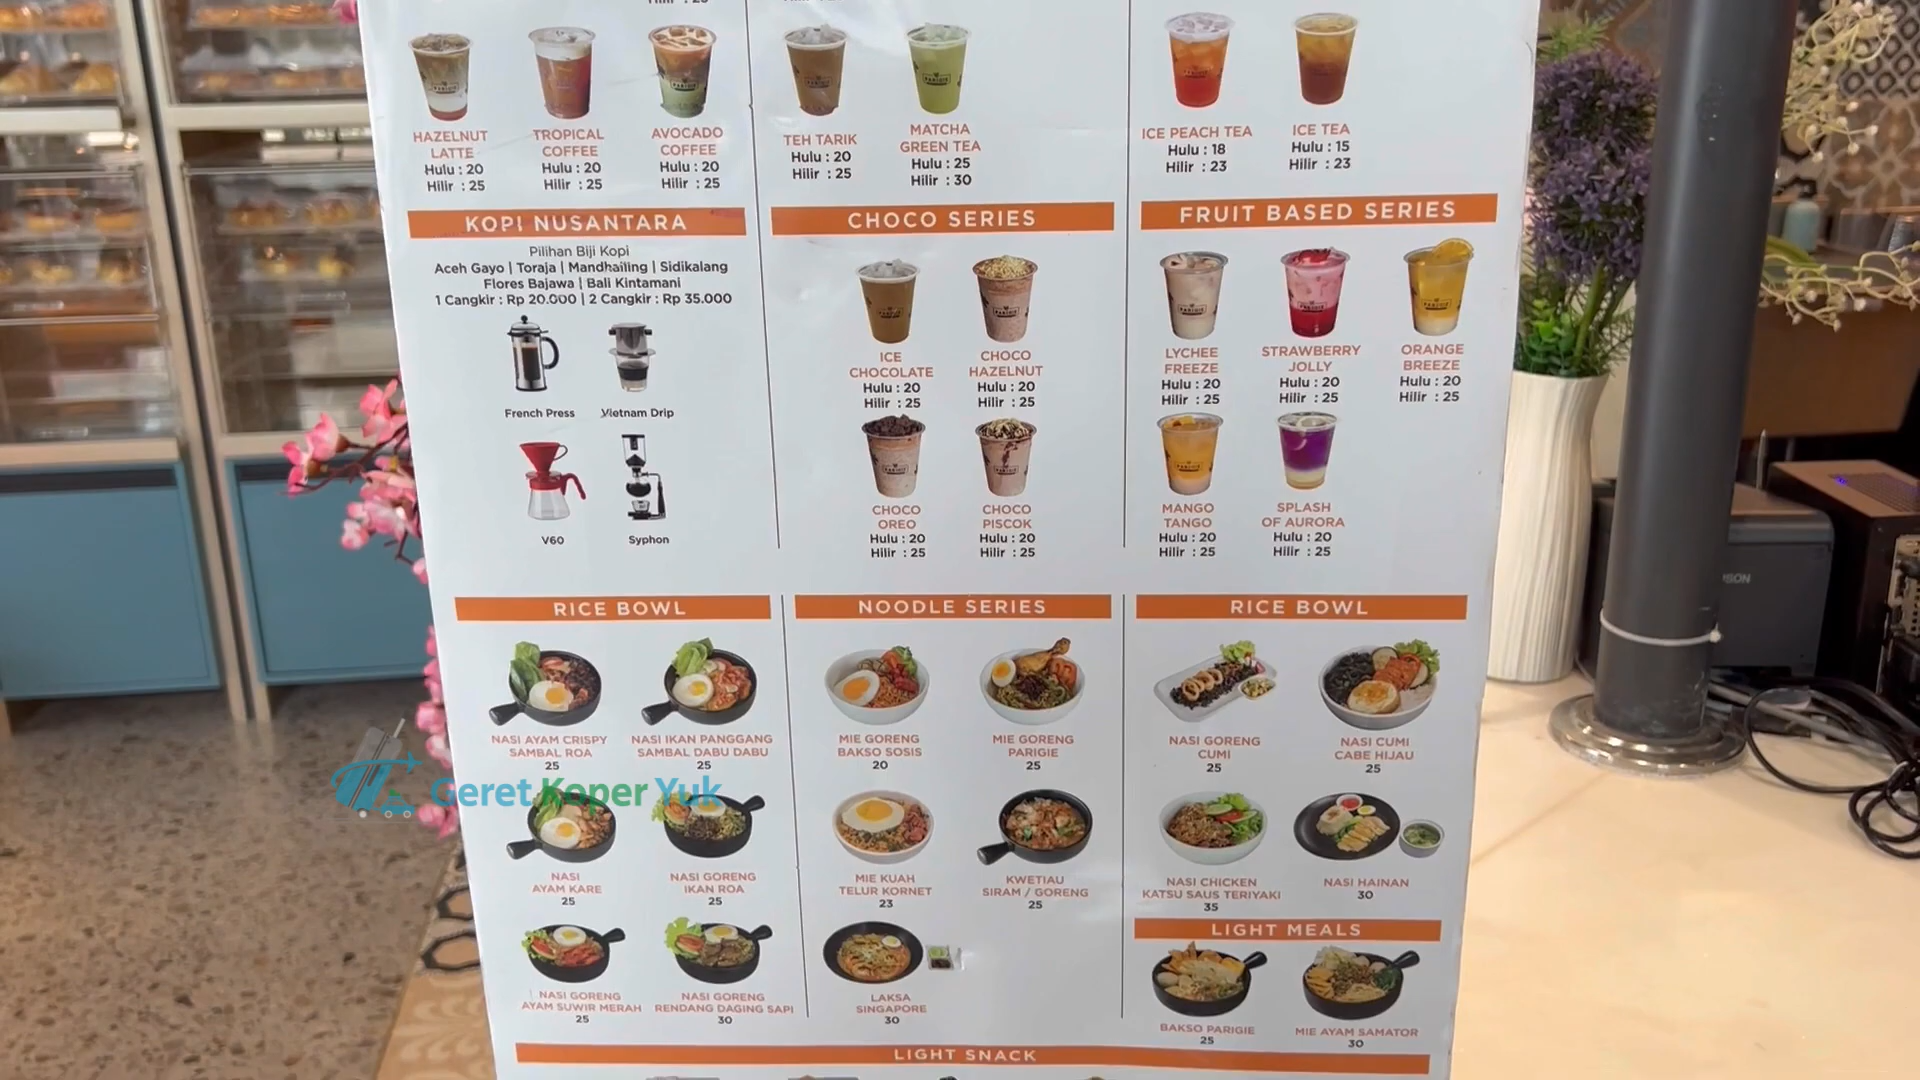 HAZELNUT
LATTE
Hulu : 20
Hilir : 25
TROPICAL
COFFEE
Hulu : 20
Hilir : 25
AVOCADO
COFFEE
Hulu : 20
Hilir : 25
TEH TARIK
Hulu : 20
Hilir : 25
MATCHA
GREEN TEA
Hulu : 25
Hilir : 30
ICE PEACH TEA
Hulu : 18
Hilir : 23
ICE TEA
Hulu : 15
Hilir : 23
KOPI NUSANTARA
Pilihan Biji Kopi
Aceh Gayo | Toraja | Mandhailing | Sidikalang
Flores Bajawa | Bali Kintamani
1 Cangkir : Rp 20.000 | 2 Cangkir : Rp 35.000
French Press
Vietnam Drip
V60
Syphon
CHOCO SERIES
ICE
CHOCOLATE
Hulu : 20
Hilir : 25
CHOCO
HAZELNUT
Hulu : 20
Hilir : 25
CHOCO
OREO
Hulu : 20
Hilir : 25
CHOCO
PISCOK
Hulu : 20
Hilir : 25
FRUIT BASED SERIES
LYCHEE
FREEZE
Hulu : 20
Hilir : 25
STRAWBERRY
JOLLY
Hulu : 20
Hilir : 25
ORANGE
BREEZE
Hulu : 20
Hilir : 25
MANGO
TANGO
Hulu : 20
Hilir : 25
SPLASH
OF AURORA
Hulu : 20
Hilir : 25
RICE BOWL
NASI AYAM CRISPY
SAMBAL ROA
25
NASI IKAN PANGGANG
SAMBAL DABU DABU
25
Geret Koper Yuk
NASI
AYAM KARE
25
NASI GORENG
IKAN ROA
25
NASI GORENG
AYAM SUWIR MERAH
25
NASI GORENG
RENDANG DAGING SAPI
30
NOODLE SERIES
MIE GORENG
BAKSO SOSIS
20
MIE GORENG
PARIGIE
25
MIE KUAH
TELUR KORNET
23
KWETIAU
SIRAM / GORENG
25
LAKSA
SINGAPORE
30
RICE BOWL
NASI GORENG
CUMI
25
NASI CUMI
CABE HIJAU
25
NASI CHICKEN
KATSU SAUS TERIYAKI
35
NASI HAINAN
30
LIGHT MEALS
BAKSO PARIGIE
25
MIE AYAM SAMATOR
30
LIGHT SNACK